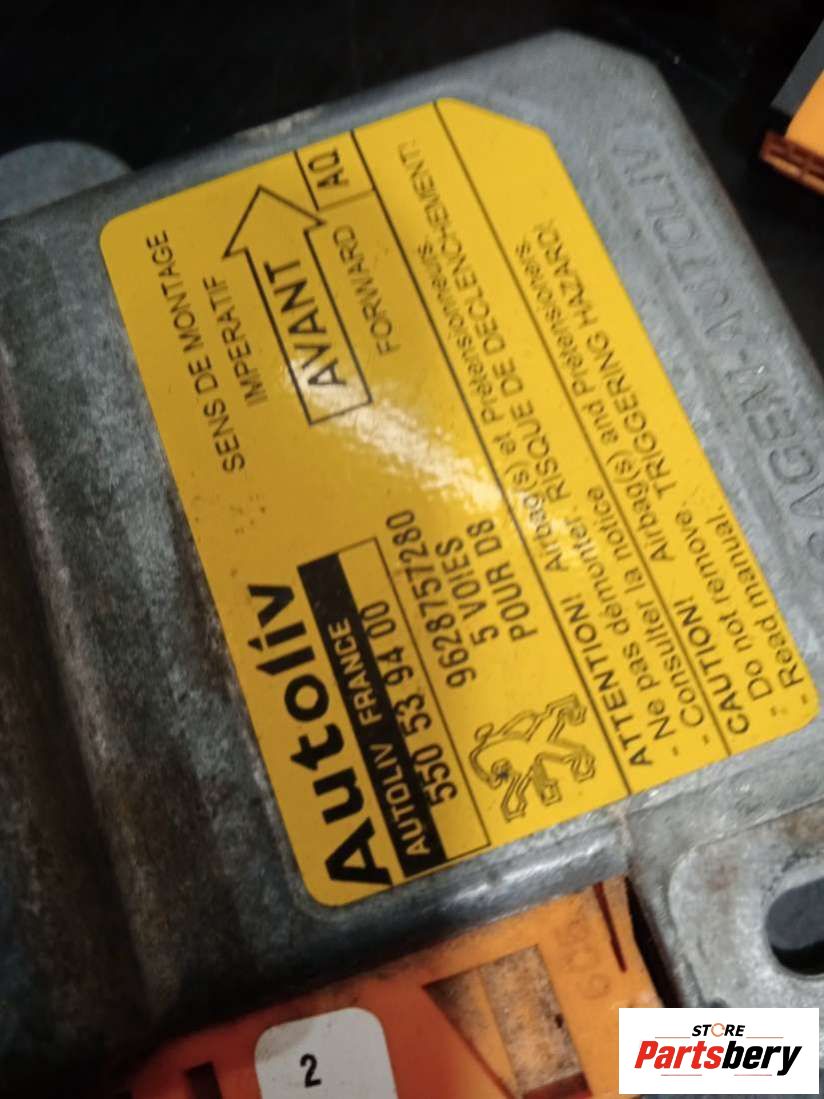 Autoliv
AUTOLIV FRANCE
550 53 94 00
9628757280
5 VOIES
POUR D8
SENS DE MONTAGE
IMPERATIF
AVANT
FORWARD
AQ
ATTENTION! Airbag(s) et Prétensionneurs.
- Ne pas démonter. RISQUE DE DECLENCHEMENT!
- Consulter la notice
CAUTION! Airbag(s) and Pretensioners.
- Do not remove. TRIGGERING HAZARD!
- Read manual.
SAGEM-AUTOLIV
2
STORE
Partsbery